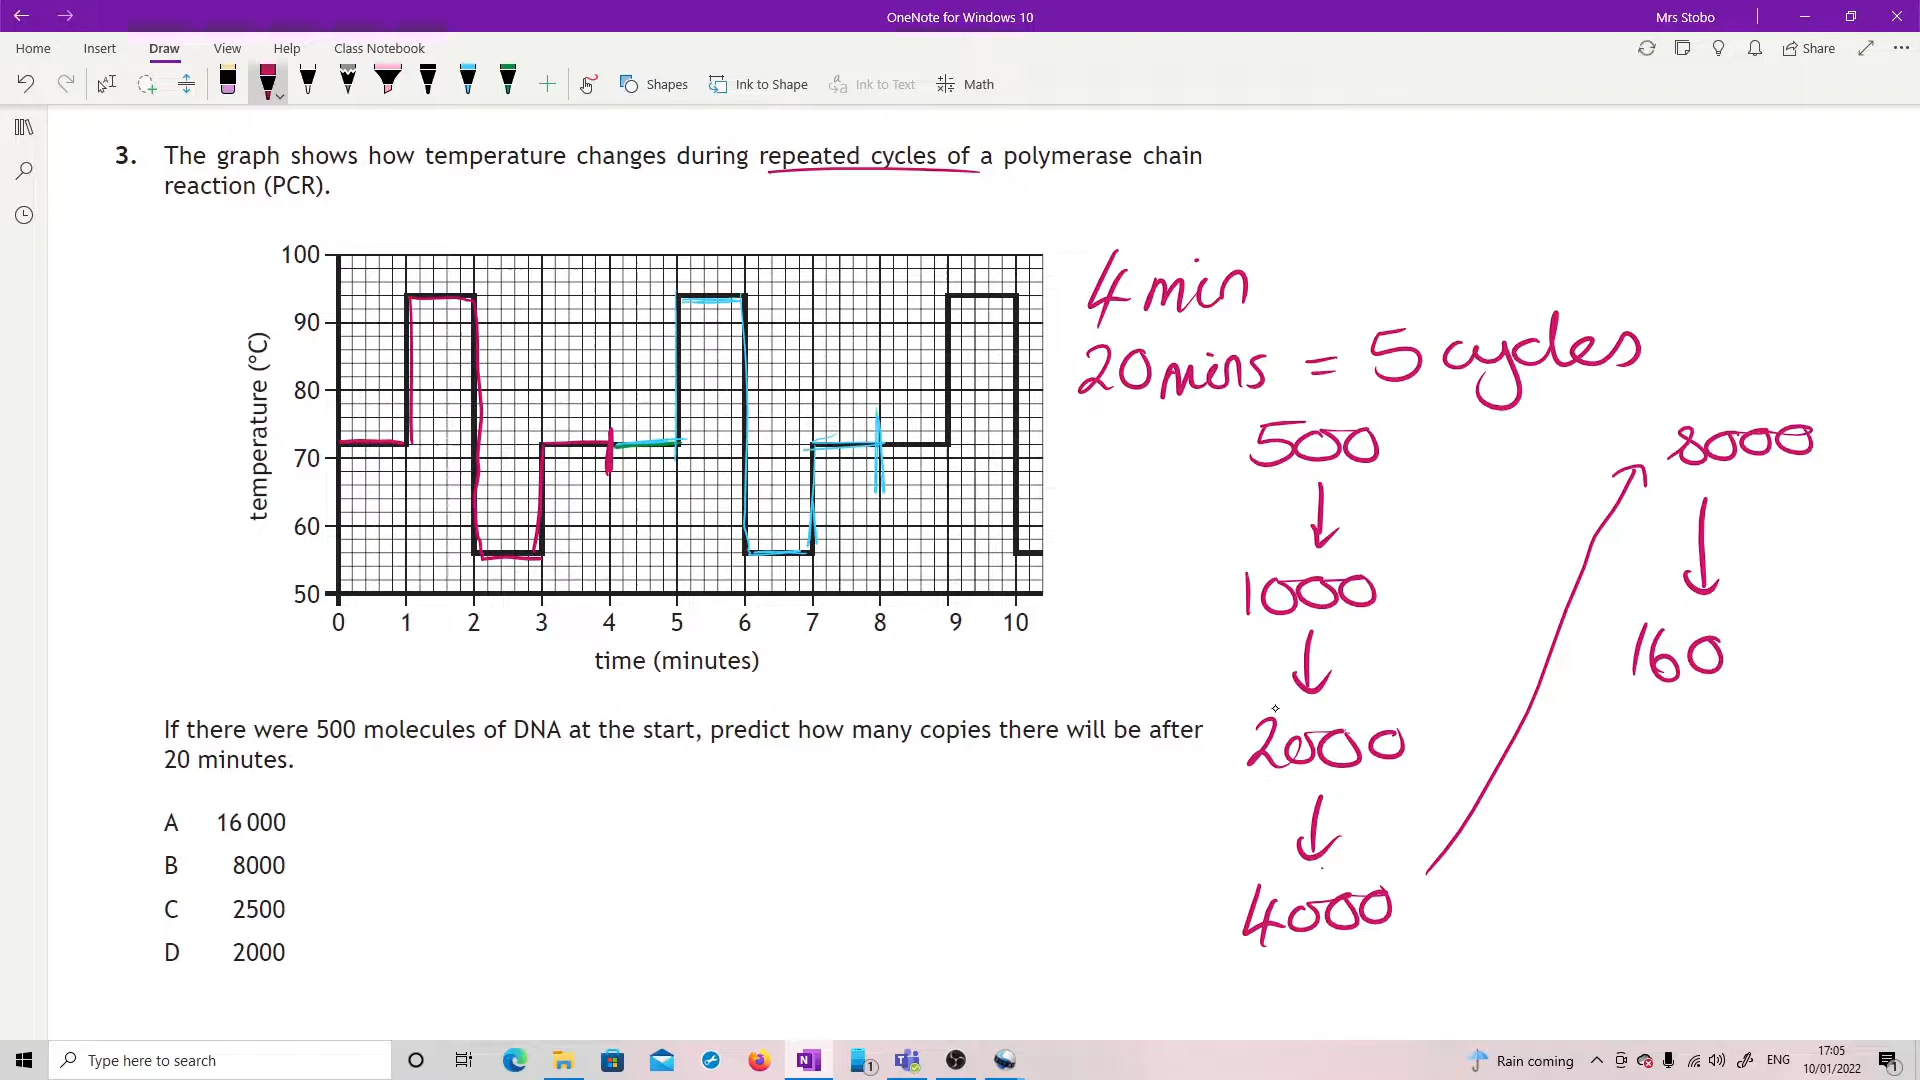 OneNote for Windows 10
Mrs Stobo
Home Insert Draw View Help Class Notebook
Share
Shapes Ink to Shape Ink to Text Math
3. The graph shows how temperature changes during repeated cycles of a polymerase chain
reaction (PCR).
100
90
80
70
60
50
temperature (°C)
0 1 2 3 4 5 6 7 8 9 10
time (minutes)
If there were 500 molecules of DNA at the start, predict how many copies there will be after
20 minutes.
A 16 000
B 8000
C 2500
D 2000
4 min
20 mins = 5 cycles
500
1000
2000
4000
8000
160
Type here to search
Rain coming
ENG
17:05
10/01/2022
1
1